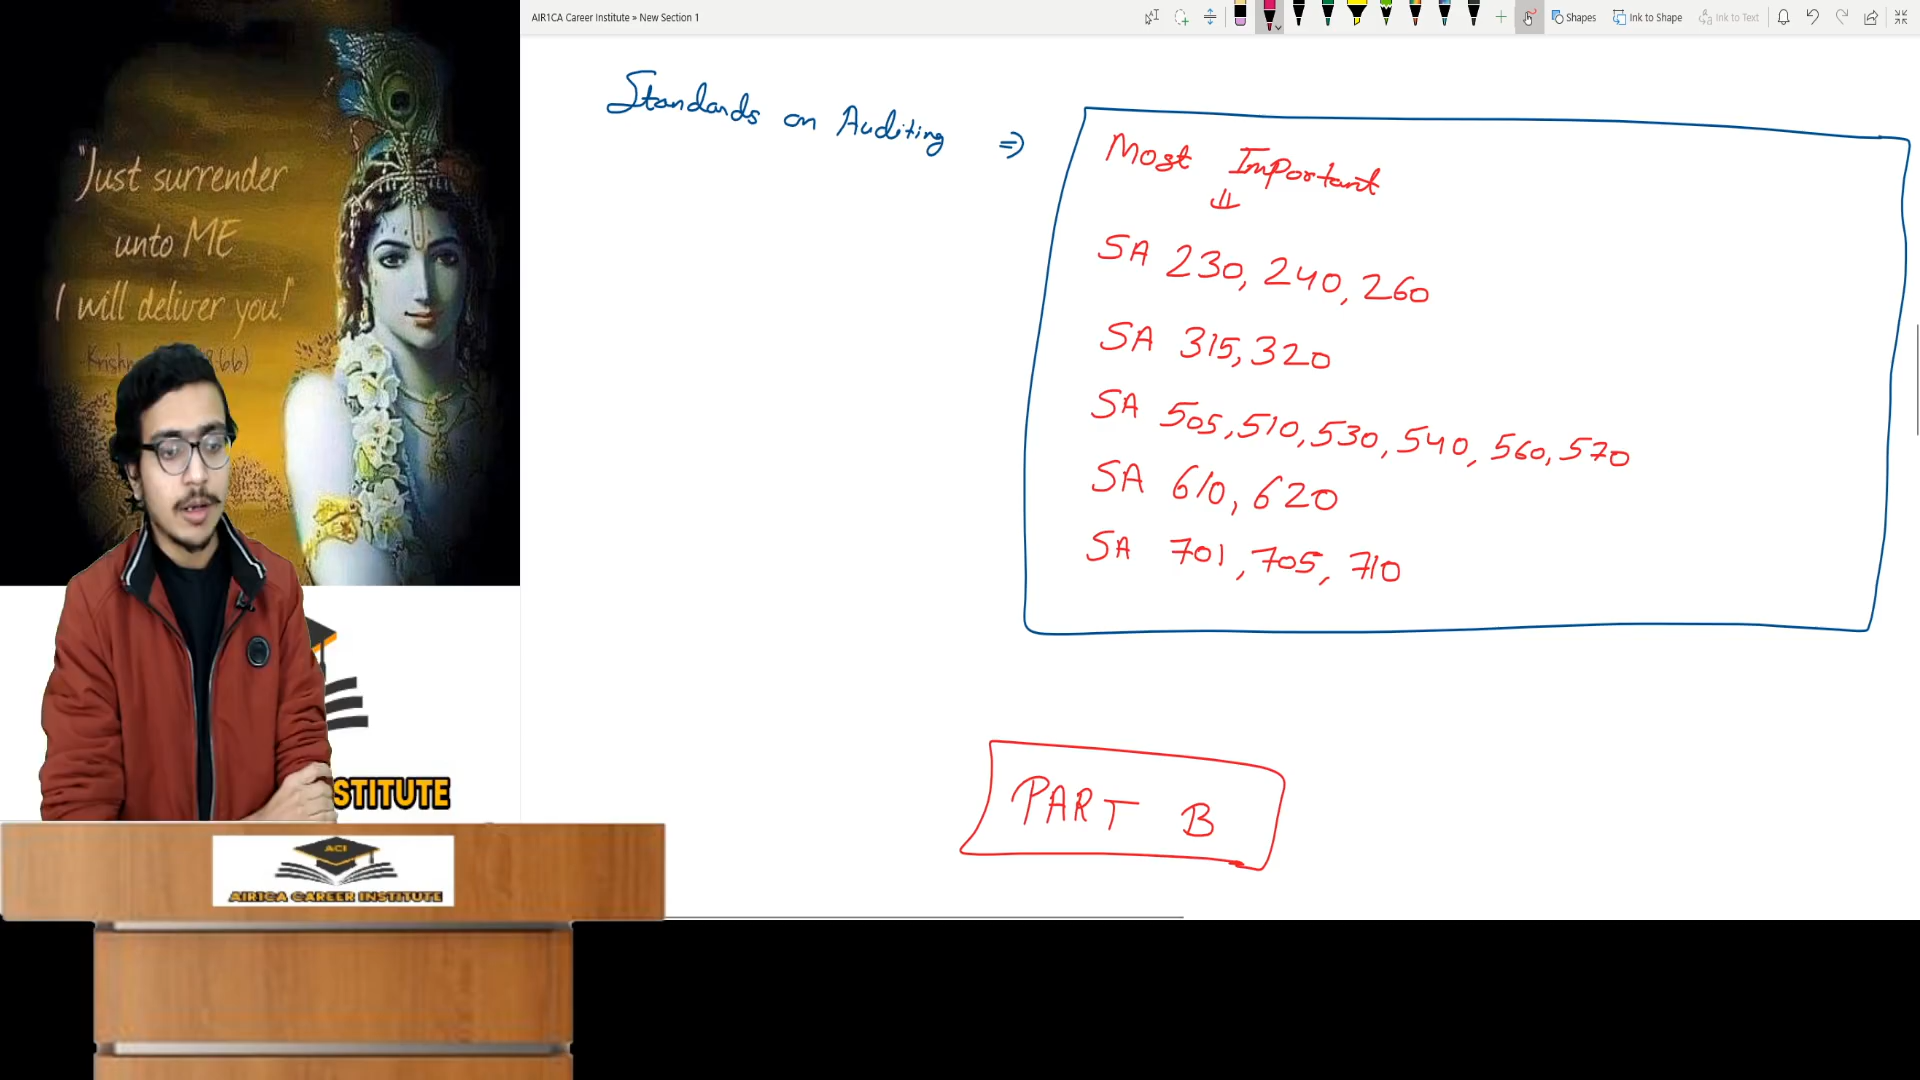 AIR1CA Career Institute » New Section 1
Shapes
Ink to Shape
Ink to Text
Standards on Auditing ⇒
Most Important
⇓
SA 230, 240, 260
SA 315, 320
SA 505, 510, 530, 540, 560, 570
SA 610, 620
SA 701, 705, 710
PART B
"Just surrender
unto ME
I will deliver you!"
STITUTE
ACI
AIR1CA CAREER INSTITUTE